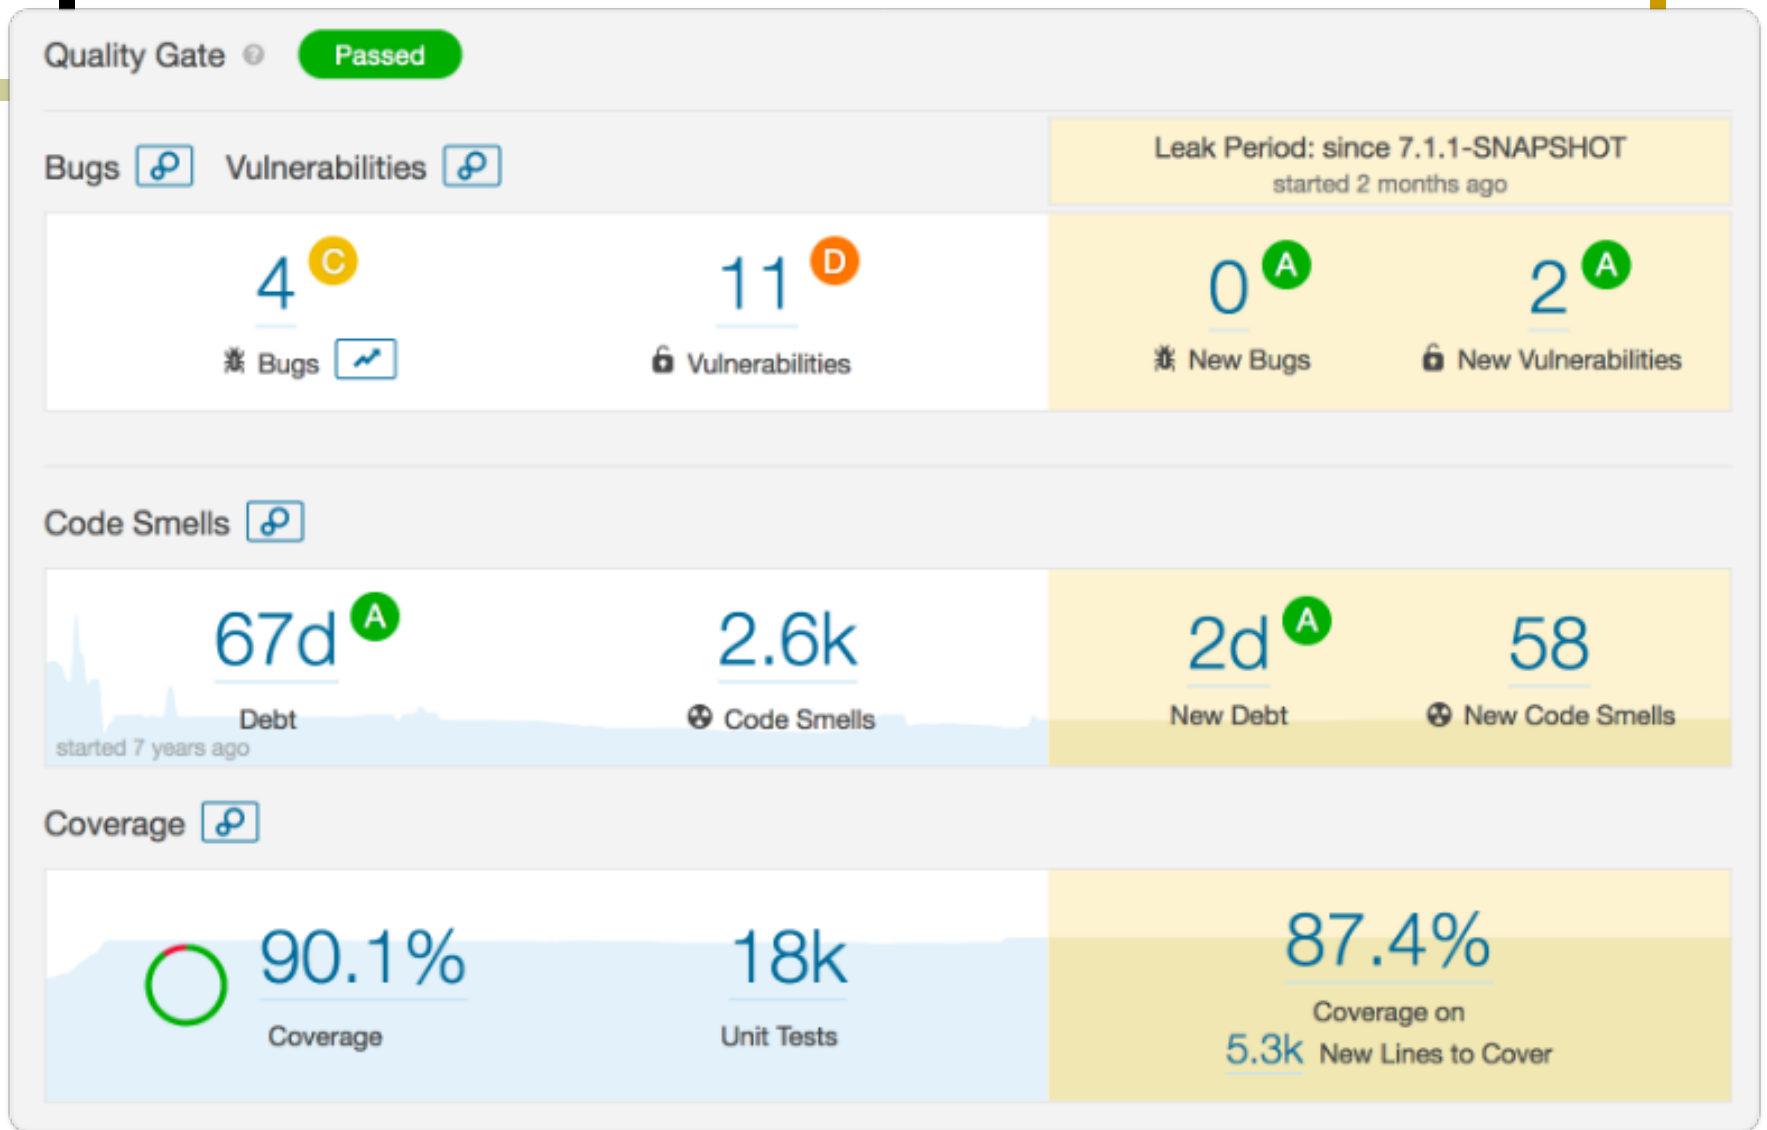 Quality Gate ? Passed
Leak Period: since 7.1.1-SNAPSHOT
started 2 months ago
Bugs Vulnerabilities
4 C
Bugs
11 D
Vulnerabilities
0 A
New Bugs
2 A
New Vulnerabilities
Code Smells
67d A
Debt
started 7 years ago
2.6k
Code Smells
2d A
New Debt
58
New Code Smells
Coverage
90.1%
Coverage
18k
Unit Tests
87.4%
Coverage on
5.3k New Lines to Cover